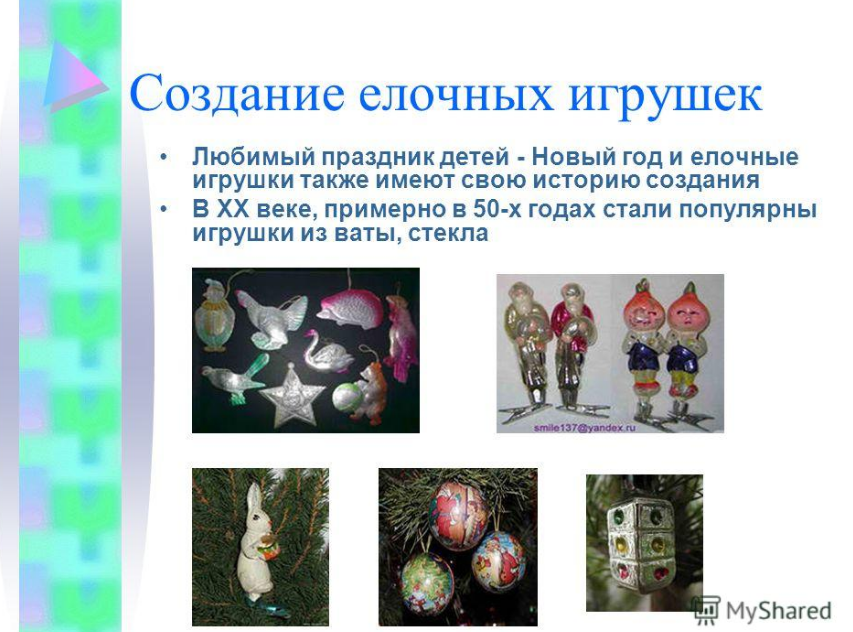 Создание елочных игрушек
• Любимый праздник детей - Новый год и елочные
игрушки также имеют свою историю создания
• В XX веке, примерно в 50-х годах стали популярны
игрушки из ваты, стекла
smile137@yandex.ru
MyShared